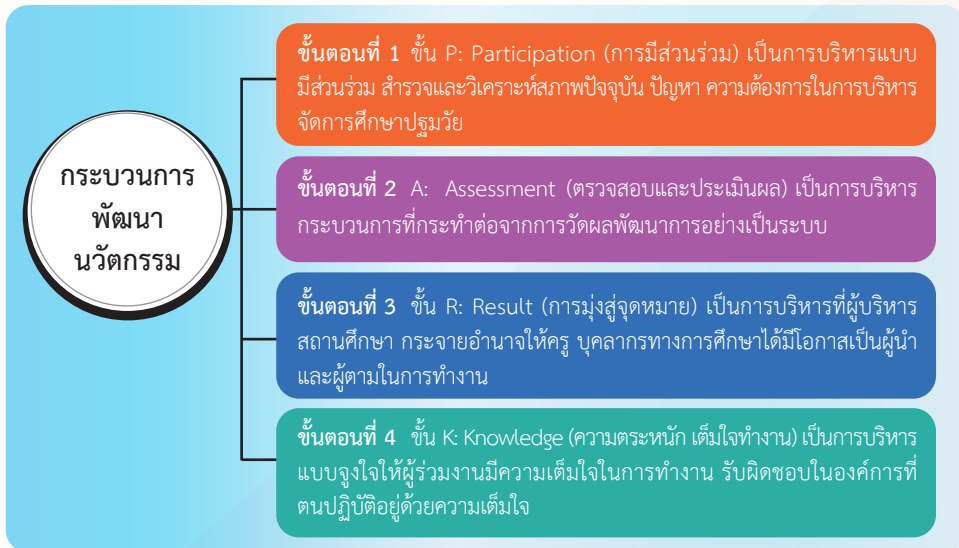 กระบวนการ
พัฒนา
นวัตกรรม
ขั้นตอนที่ 1 ขั้น P: Participation (การมีส่วนร่วม) เป็นการบริหารแบบ
มีส่วนร่วม สำรวจและวิเคราะห์สภาพปัจจุบัน ปัญหา ความต้องการในการบริหาร
จัดการศึกษาปฐมวัย
ขั้นตอนที่ 2 A: Assessment (ตรวจสอบและประเมินผล) เป็นการบริหาร
กระบวนการที่กระทำต่อจากการวัดผลพัฒนาการอย่างเป็นระบบ
ขั้นตอนที่ 3 ขั้น R: Result (การมุ่งสู่จุดหมาย) เป็นการบริหารที่ผู้บริหาร
สถานศึกษา กระจายอำนาจให้ครู บุคลากรทางการศึกษาได้มีโอกาสเป็นผู้นำ
และผู้ตามในการทำงาน
ขั้นตอนที่ 4 ขั้น K: Knowledge (ความตระหนัก เต็มใจทำงาน) เป็นการบริหาร
แบบจูงใจให้ผู้ร่วมงานมีความเต็มใจในการทำงาน รับผิดชอบในองค์การที่
ตนปฏิบัติอยู่ด้วยความเต็มใจ